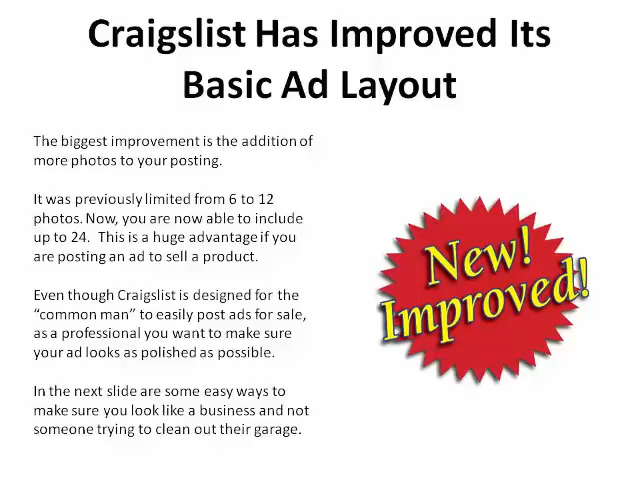 Craigslist Has Improved Its
Basic Ad Layout
The biggest improvement is the addition of
more photos to your posting.
It was previously limited from 6 to 12
photos. Now, you are now able to include
up to 24. This is a huge advantage if you
are posting an ad to sell a product.
Even though Craigslist is designed for the
“common man” to easily post ads for sale,
as a professional you want to make sure
your ad looks as polished as possible.
In the next slide are some easy ways to
make sure you look like a business and not
someone trying to clean out their garage.
New!
Improved!